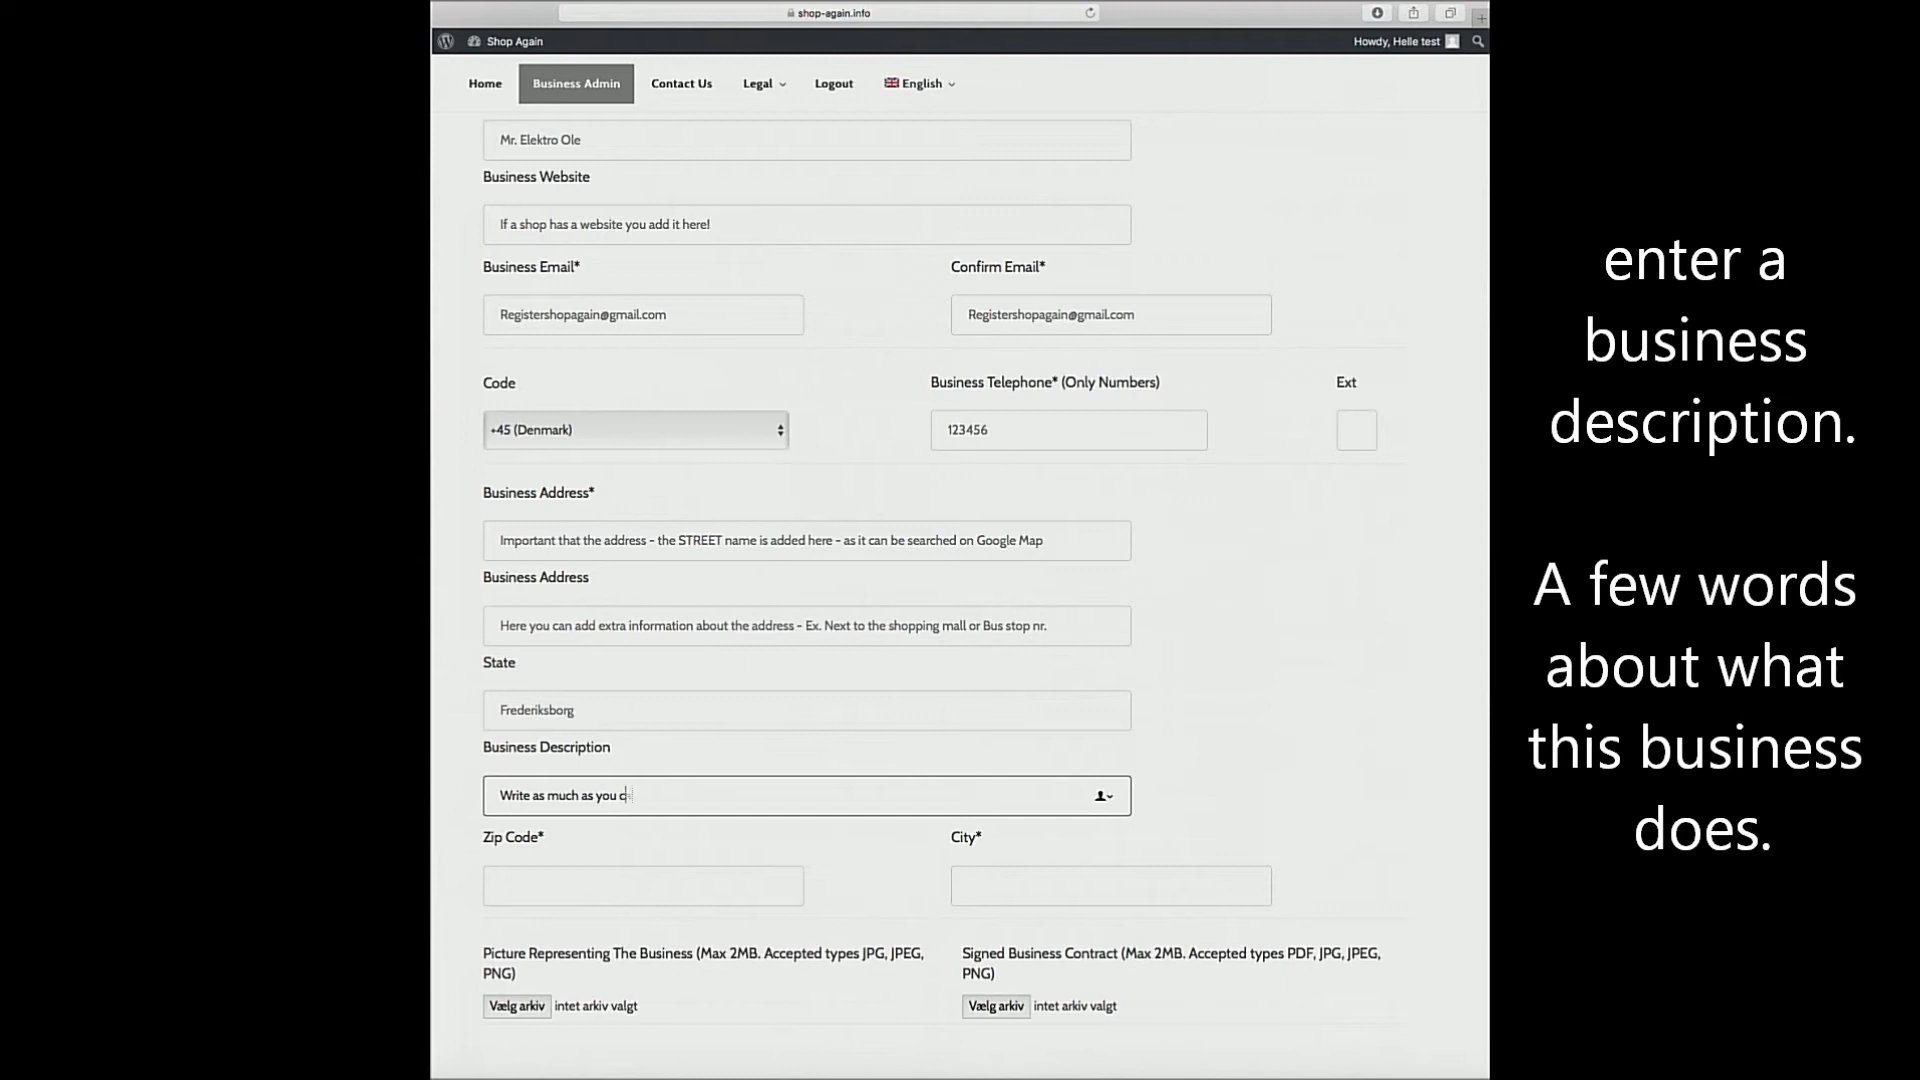 shop-again.info
Shop Again
Howdy, Helle test
Home
Business Admin
Contact Us
Legal
Logout
English
Mr. Elektro Ole
Business Website
If a shop has a website you add it here!
Business Email*
Confirm Email*
Registershopagain@gmail.com
Registershopagain@gmail.com
Code
Business Telephone* (Only Numbers)
Ext
+45 (Denmark)
123456
Business Address*
Important that the address - the STREET name is added here - as it can be searched on Google Map
Business Address
Here you can add extra information about the address - Ex. Next to the shopping mall or Bus stop nr.
State
Frederiksborg
Business Description
Write as much as you c
Zip Code*
City*
Picture Representing The Business (Max 2MB. Accepted types JPG, JPEG,
PNG)
Vælg arkiv intet arkiv valgt
Signed Business Contract (Max 2MB. Accepted types PDF, JPG, JPEG,
PNG)
Vælg arkiv intet arkiv valgt
enter a
business
description.
A few words
about what
this business
does.